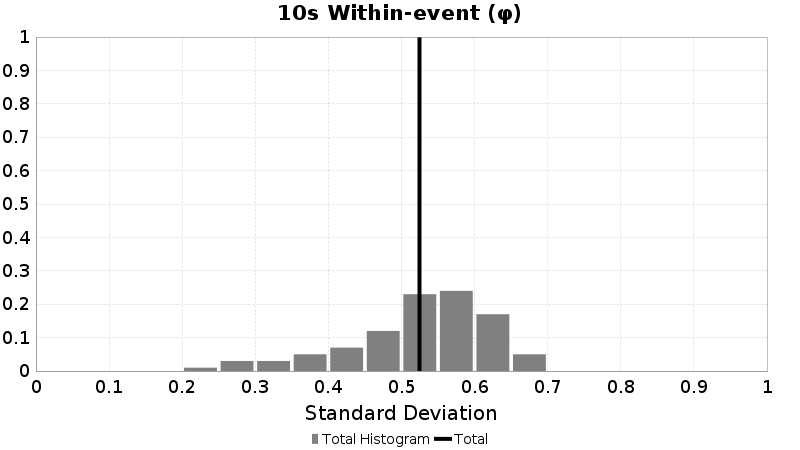 10s Within-event (φ)
1
0.9
0.8
0.7
0.6
0.5
0.4
0.3
0.2
0.1
0
0 0.1 0.2 0.3 0.4 0.5 0.6 0.7 0.8 0.9 1
Standard Deviation
Total Histogram Total